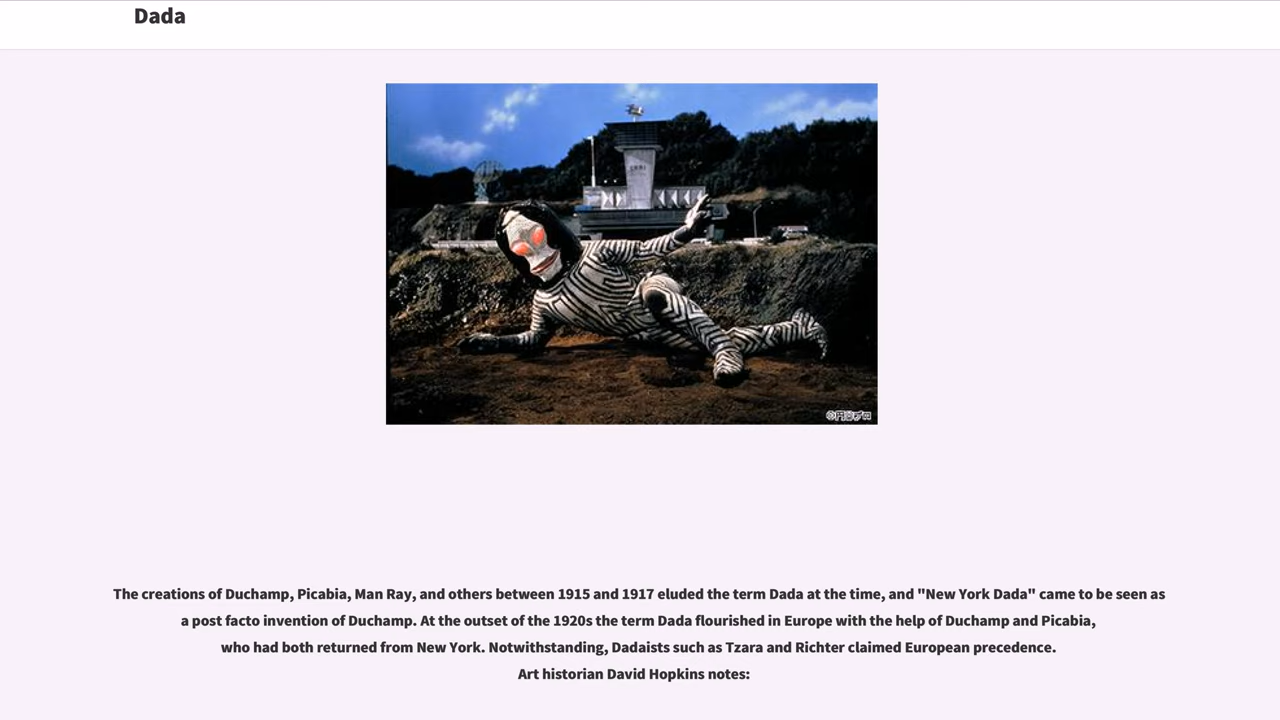 Dada
©円谷プロ
The creations of Duchamp, Picabia, Man Ray, and others between 1915 and 1917 eluded the term Dada at the time, and "New York Dada" came to be seen as
a post facto invention of Duchamp. At the outset of the 1920s the term Dada flourished in Europe with the help of Duchamp and Picabia,
who had both returned from New York. Notwithstanding, Dadaists such as Tzara and Richter claimed European precedence.
Art historian David Hopkins notes: